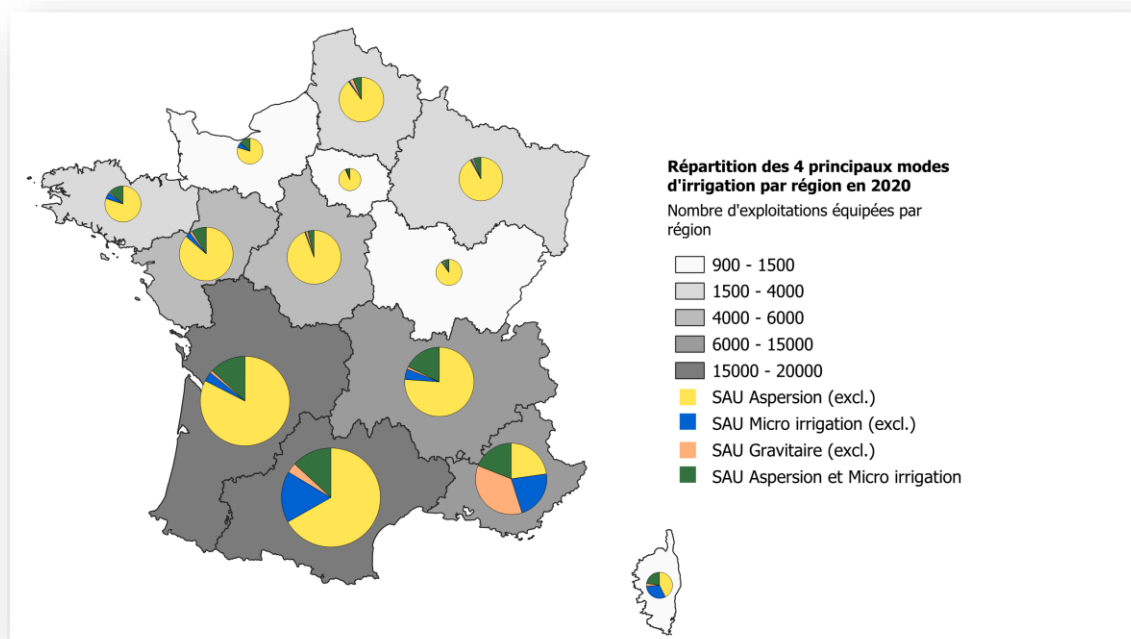 Répartition des 4 principaux modes
d'irrigation par région en 2020
Nombre d'exploitations équipées par
région
900 - 1500
1500 - 4000
4000 - 6000
6000 - 15000
15000 - 20000
SAU Aspersion (excl.)
SAU Micro irrigation (excl.)
SAU Gravitaire (excl.)
SAU Aspersion et Micro irrigation